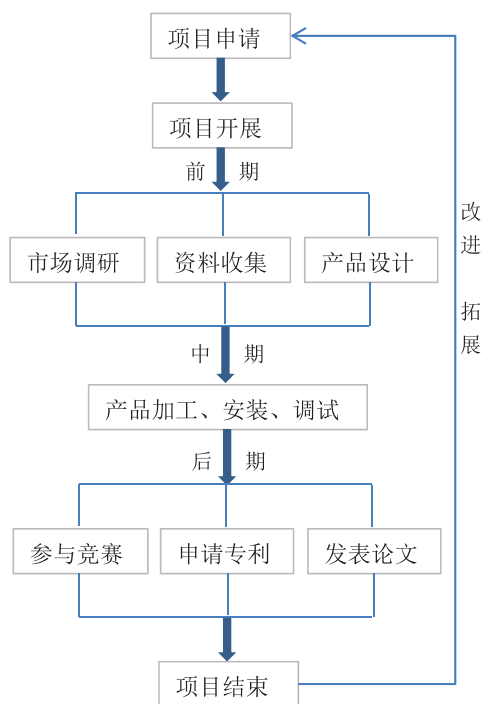 项目申请
项目开展
前 期
市场调研 资料收集 产品设计
中 期
产品加工、安装、调试
后 期
参与竞赛 申请专利 发表论文
项目结束
改进 拓展